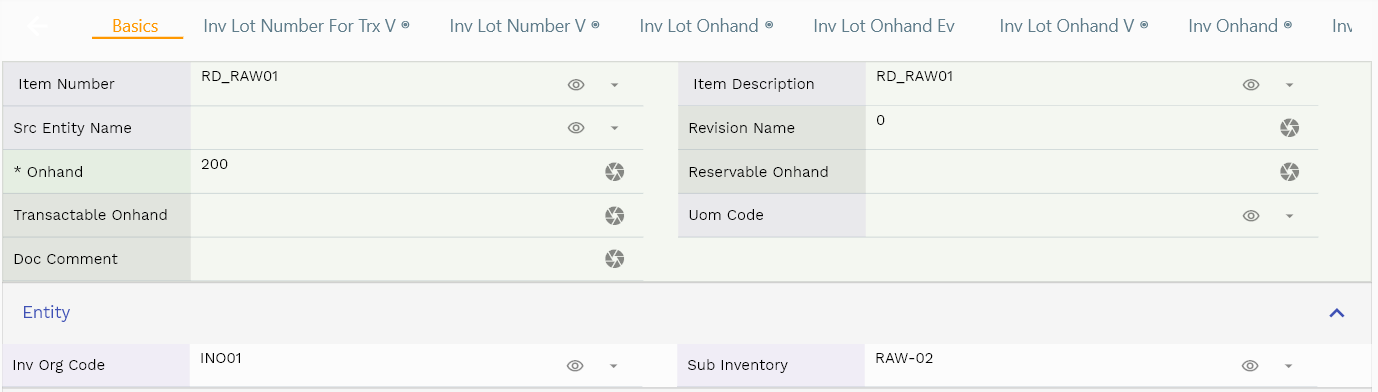 Basics Inv Lot Number For Trx V Inv Lot Number V Inv Lot Onhand Inv Lot Onhand Ev Inv Lot Onhand V Inv Onhand Inv
Item Number RD_RAW01 Item Description RD_RAW01
Src Entity Name Revision Name 0
* Onhand 200 Reservable Onhand
Transactable Onhand Uom Code
Doc Comment
Entity
Inv Org Code INO01 Sub Inventory RAW-02